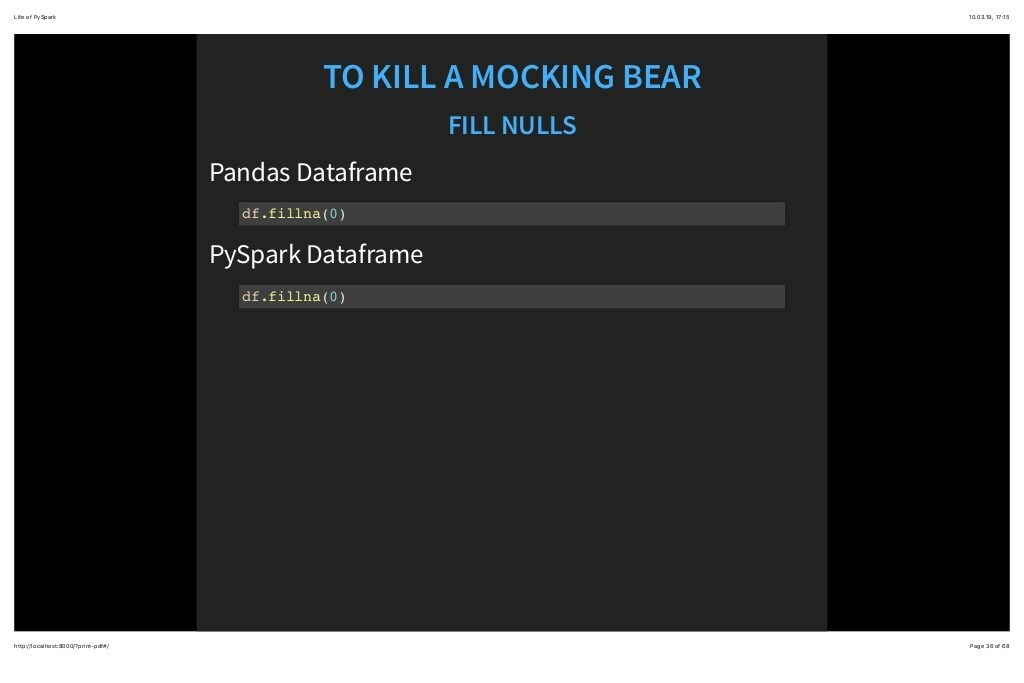 Life of PySpark 10.03.19, 17:15
TO KILL A MOCKING BEAR
FILL NULLS
Pandas Dataframe
df.fillna(0)
PySpark Dataframe
df.fillna(0)
http://localhost:8000/?print-pdf#/ Page 36 of 68